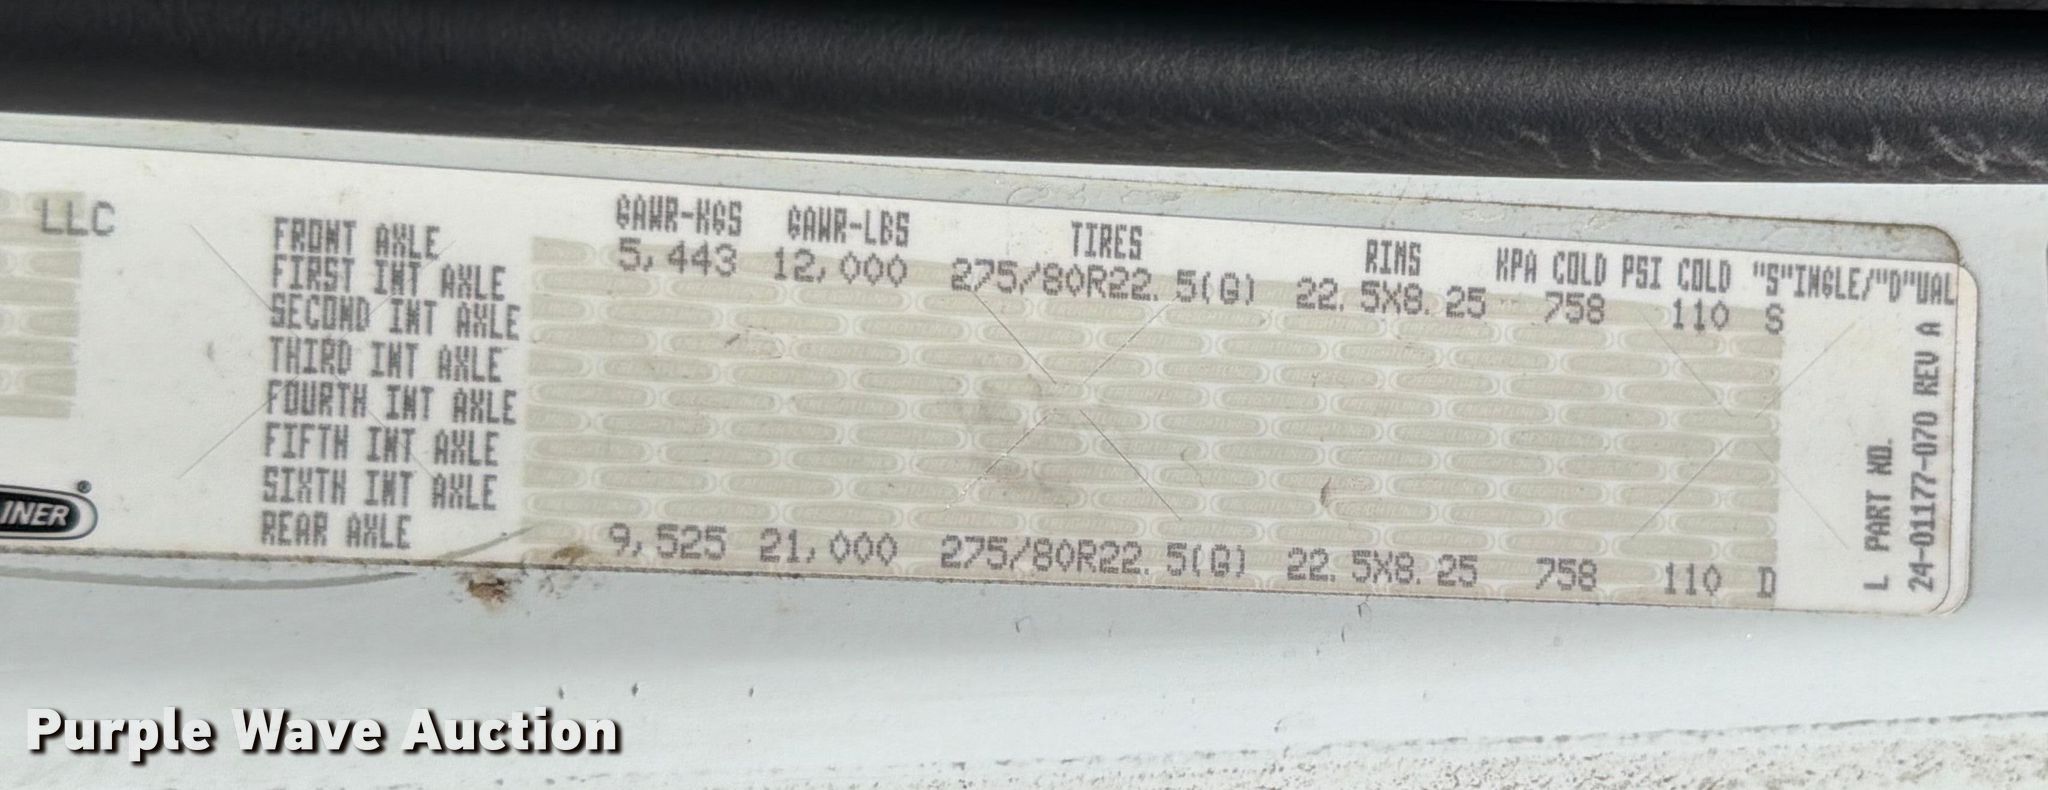 LLC
GAWR-KGS GAWR-LBS TIRES RIMS KPA COLD PSI COLD "S"INGLE/"D"UAL
FRONT AXLE 5,443 12,000 275/80R22.5(G) 22.5X8.25 758 110 S
FIRST INT AXLE
SECOND INT AXLE
THIRD INT AXLE
FOURTH INT AXLE
FIFTH INT AXLE
SIXTH INT AXLE
REAR AXLE 9,525 21,000 275/80R22.5(G) 22.5X8.25 758 110 D
L PART NO.
24-01177-070 REV A
INER®
Purple Wave Auction